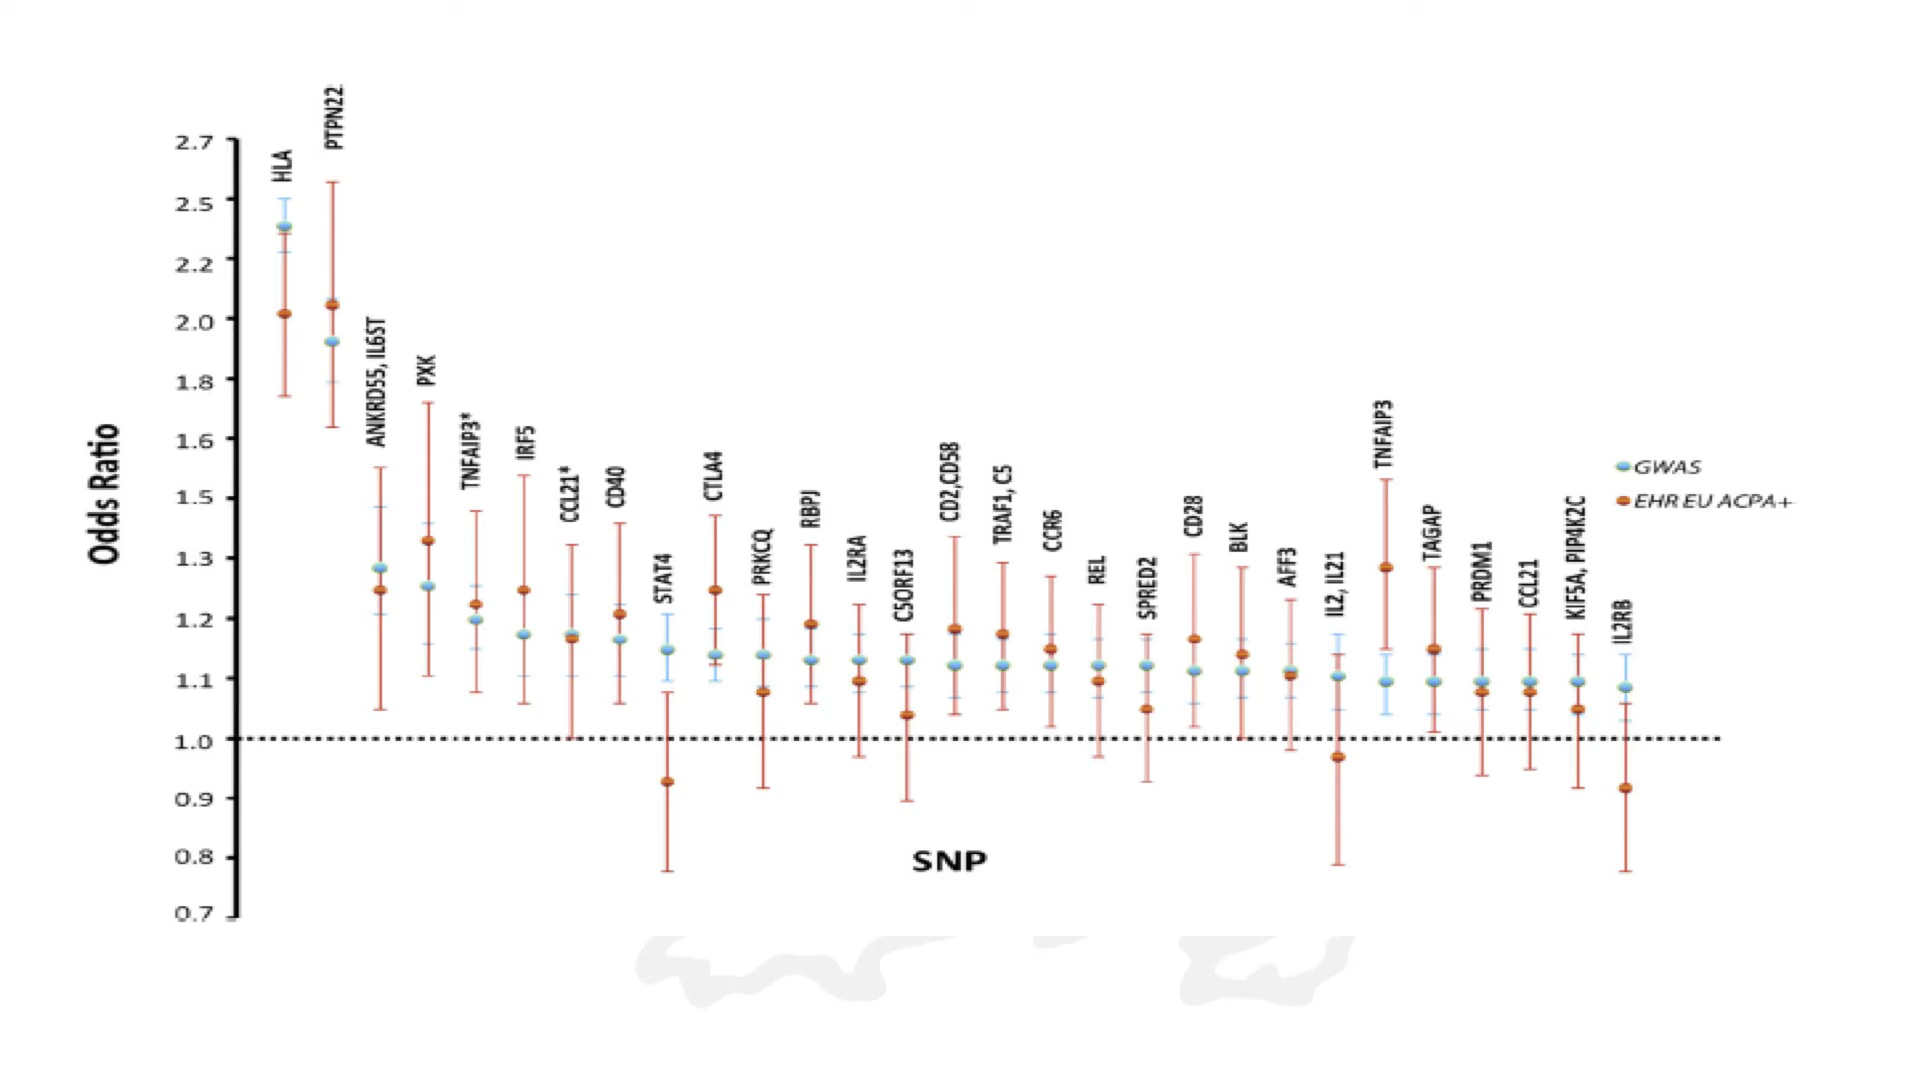 Odds Ratio
2.7
2.5
2.2
2.0
1.8
1.6
1.5
1.3
1.2
1.1
1.0
0.9
0.8
0.7
HLA
PTPN22
ANKRD55, IL6ST
PXK
TNFAIP3*
IRF5
CCL21*
CD40
STAT4
CTLA4
PRKCQ
RBPJ
IL2RA
C5ORF13
CD2,CD58
TRAF1, C5
CCR6
REL
SPRED2
CD28
BLK
AFF3
IL2, IL21
TNFAIP3
TAGAP
PRDM1
CCL21
KIF5A, PIP4K2C
IL2RB
GWAS
EHR EU ACPA+
SNP